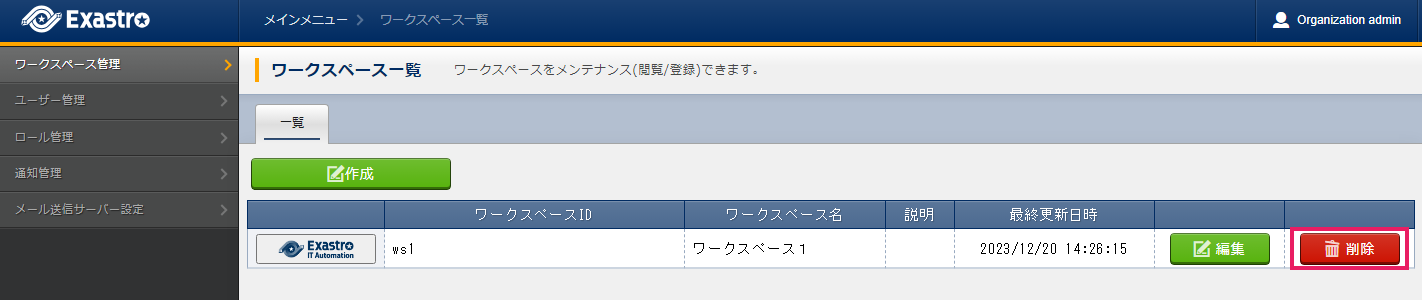 Exastro
メインメニュー
ワークスペース一覧
Organization admin
ワークスペース管理
ユーザー管理
ロール管理
通知管理
メール送信サーバー設定
ワークスペース一覧
ワークスペースをメンテナンス(閲覧/登録)できます。
一覧
作成
ワークスペースID ワークスペース名 説明 最終更新日時
Exastro
IT Automation
ws1 ワークスペース１ 2023/12/20 14:26:15 編集 削除